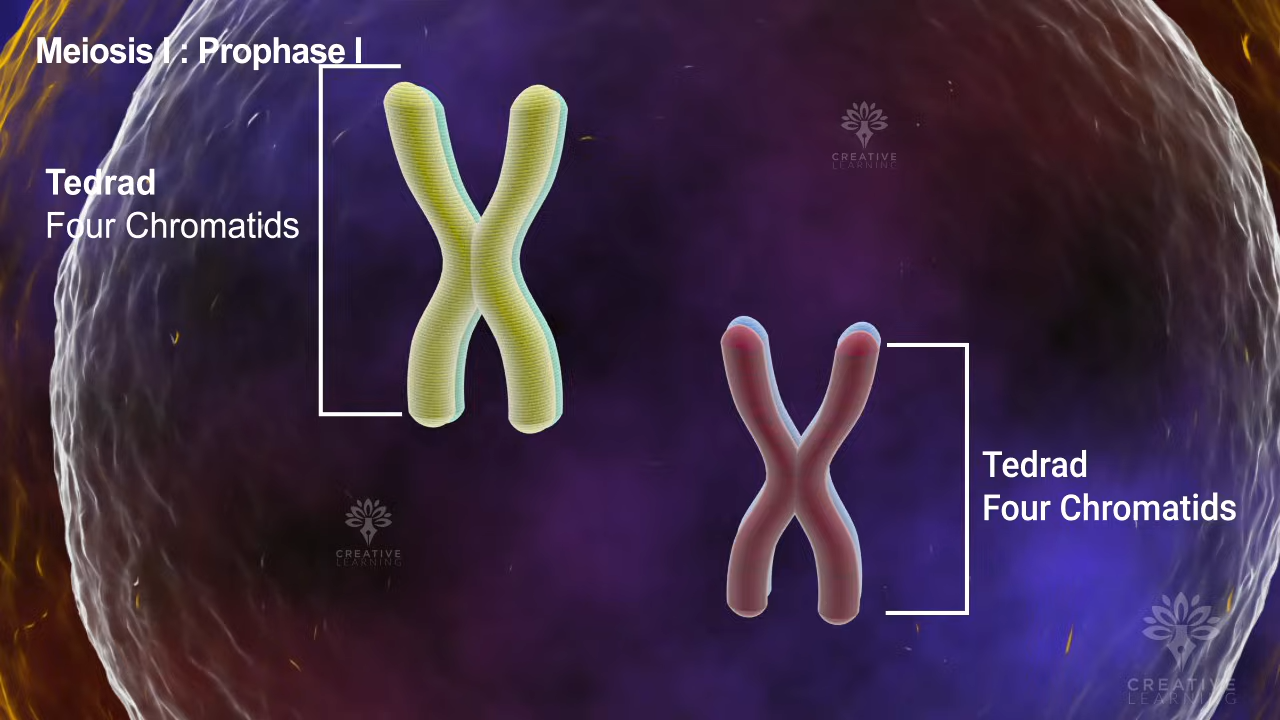 Meiosis I : Prophase I
Tedrad
Four Chromatids
CREATIVE
LEARNING
Tedrad
Four Chromatids
CREATIVE
LEARNING
CREATIVE
LEARNING